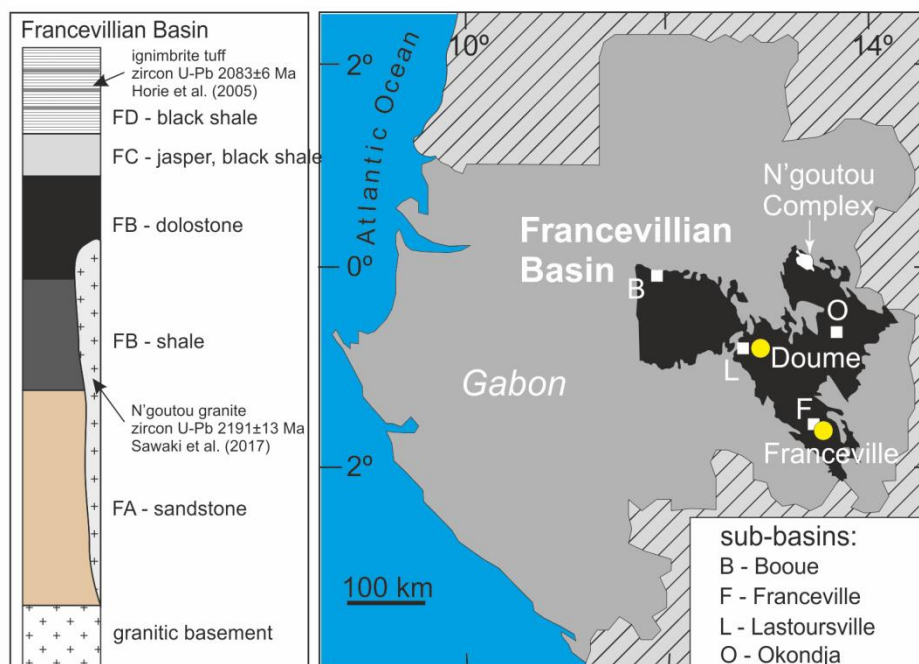 Francevillian Basin
ignimbrite tuff
zircon U-Pb 2083±6 Ma
Horie et al. (2005)
FD - black shale
FC - jasper, black shale
FB - dolostone
FB - shale
N'goutou granite
zircon U-Pb 2191±13 Ma
Sawaki et al. (2017)
FA - sandstone
granitic basement
10º
14º
2º
Atlantic Ocean
N'goutou
Complex
Francevillian
Basin
0º
B
O
L
Doume
Gabon
F
Franceville
2º
100 km
sub-basins:
B - Booue
F - Franceville
L - Lastoursville
O - Okondja